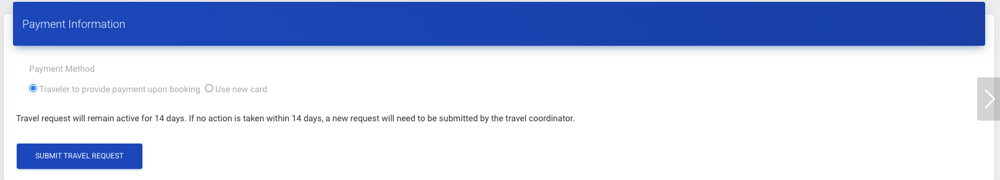 Payment Information
Payment Method
Traveler to provide payment upon booking Use new card
Travel request will remain active for 14 days. If no action is taken within 14 days, a new request will need to be submitted by the travel coordinator.
SUBMIT TRAVEL REQUEST